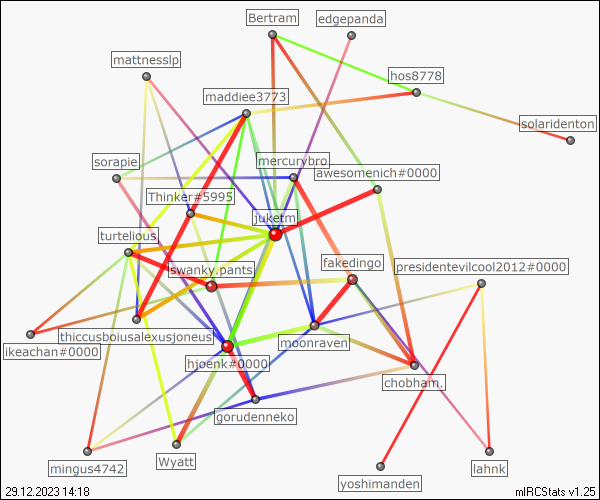 Bertram
edgepanda
mattnesslp
hos8778
maddiee3773
solaridenton
sorapie
mercurybro
awesomenich#0000
Thinker#5995
juketm
turtelious
swanky.pants
fakedingo
presidentevilcool2012#0000
thiccusboiusalexusjoneus
moonraven
ikeachan#0000
hjoenk#0000
chobham.
gorudenneko
mingus4742
Wyatt
lahnk
yoshimanden
29.12.2023 14:18
mIRCStats v1.25